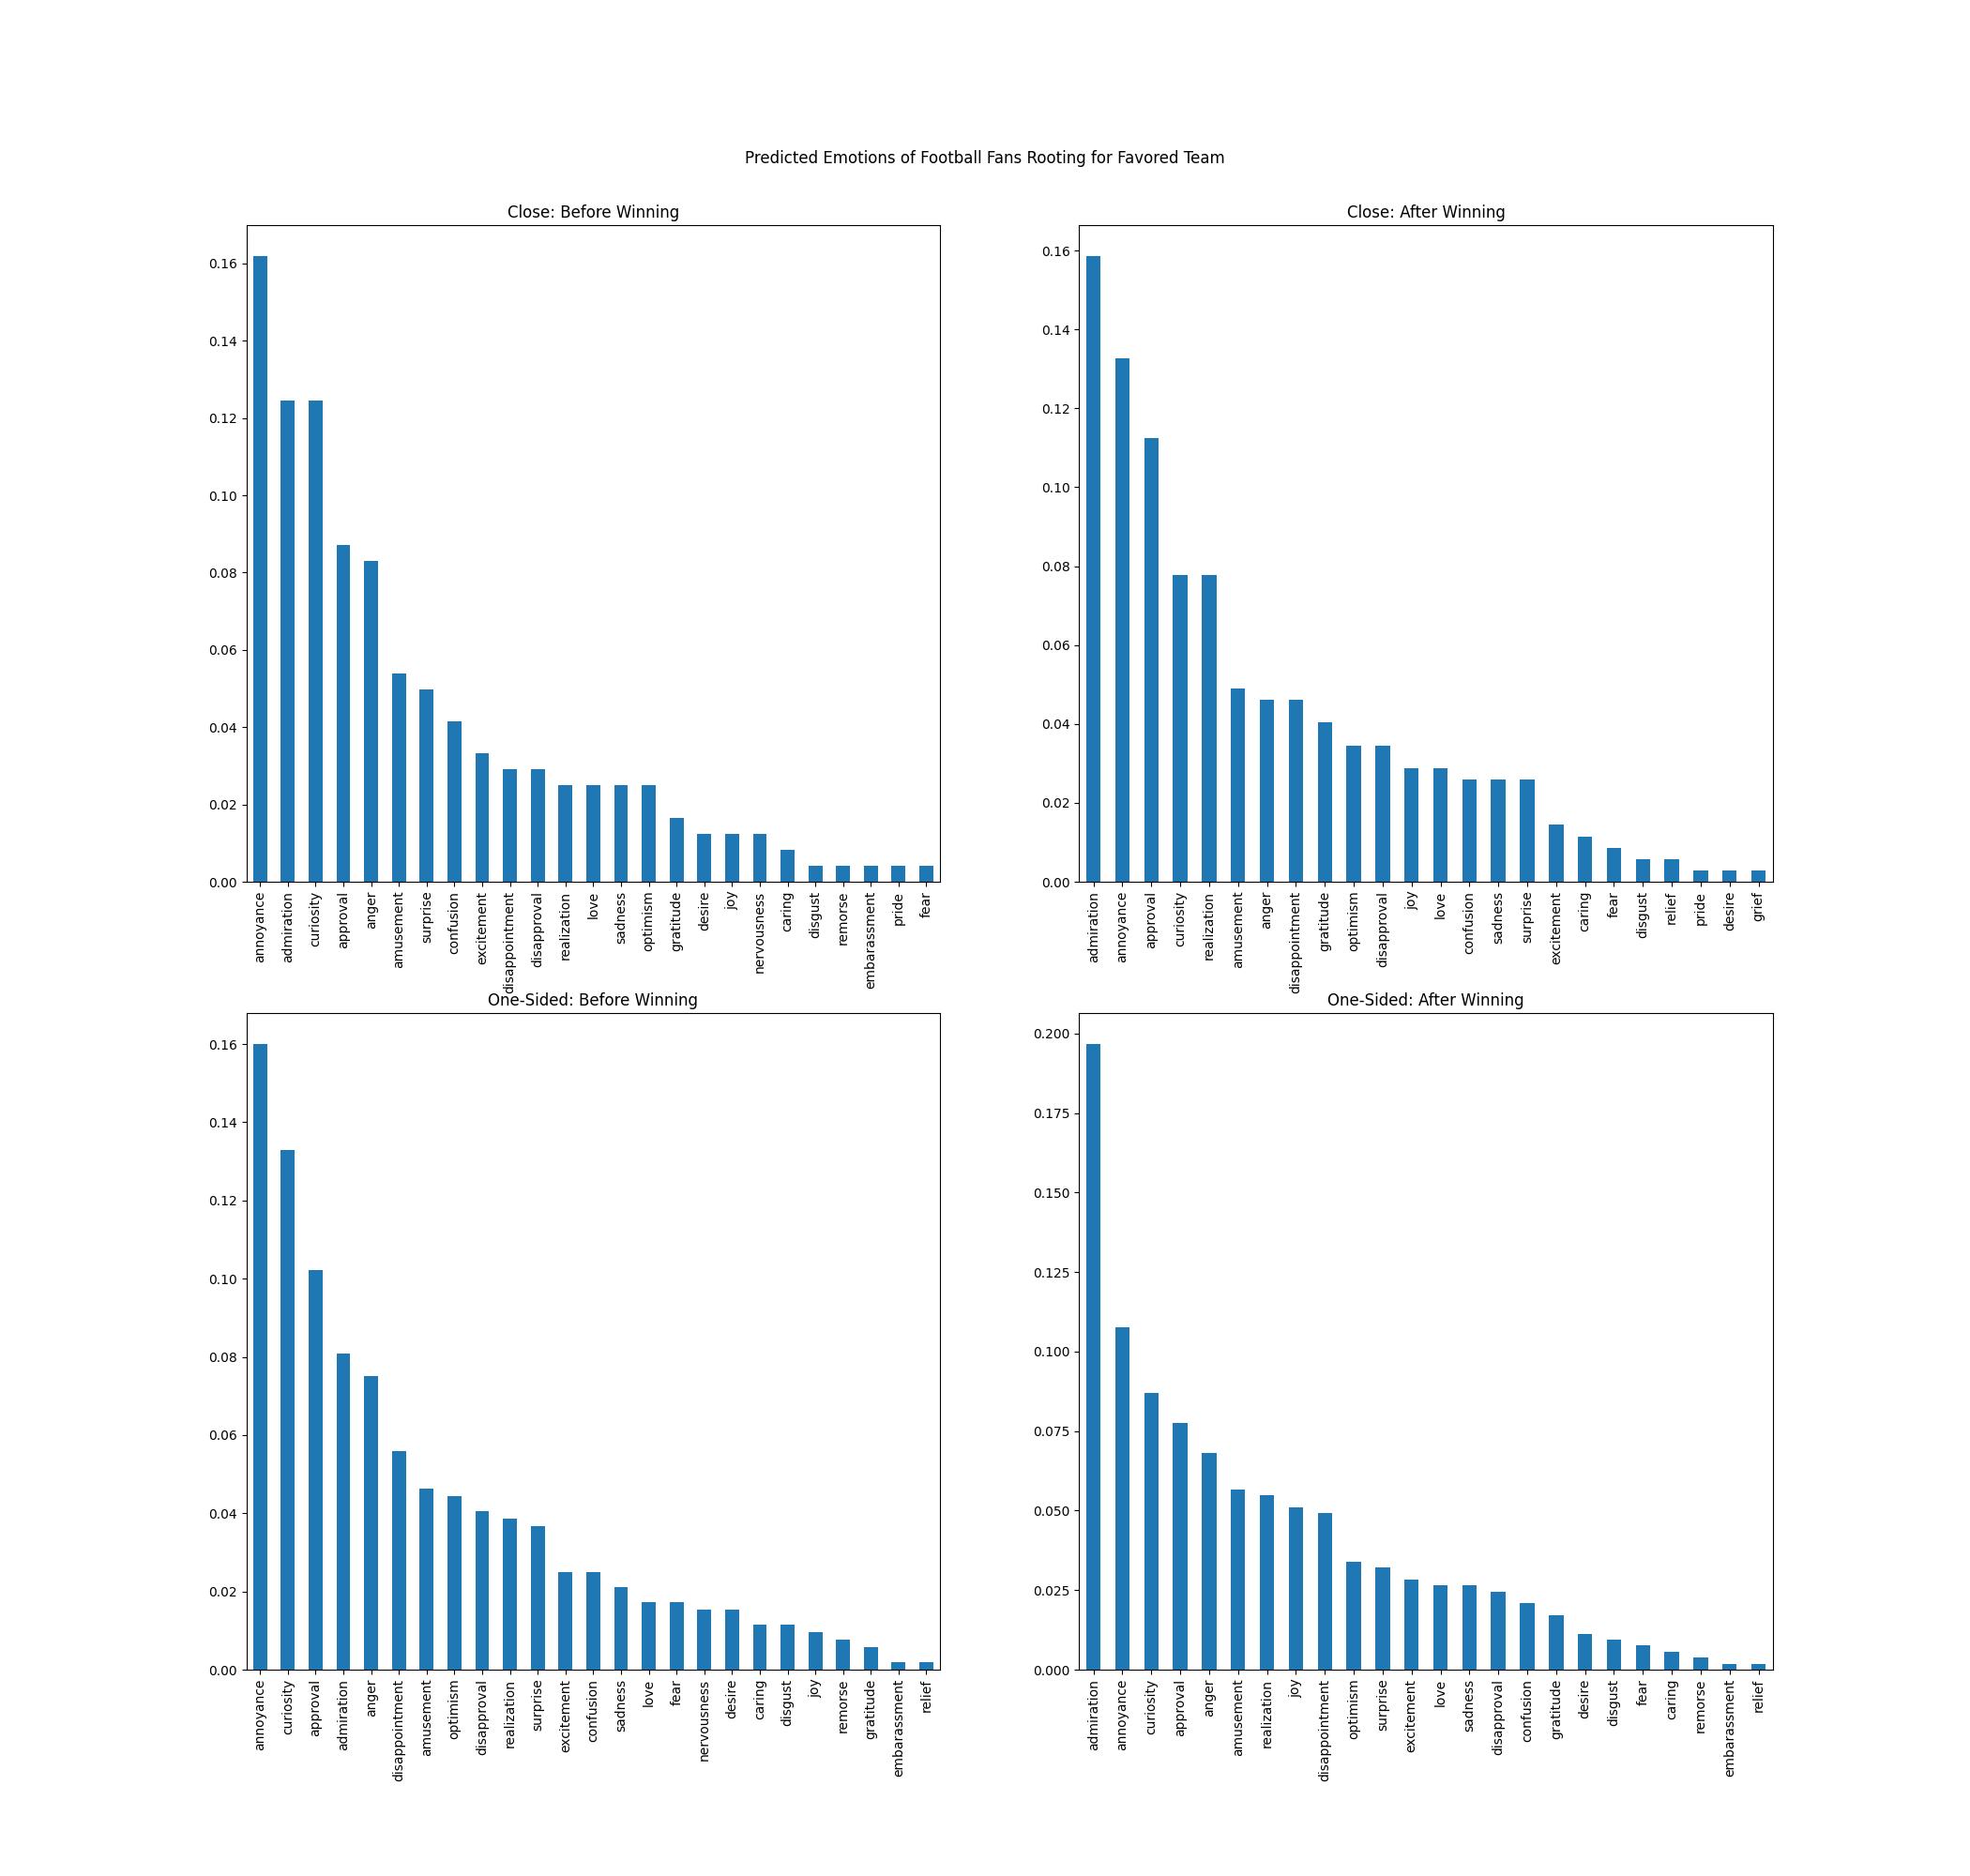 Predicted Emotions of Football Fans Rooting for Favored Team
Close: Before Winning
0.16
0.14
0.12
0.10
0.08
0.06
0.04
0.02
0.00
annoyance
admiration
curiosity
approval
anger
amusement
surprise
confusion
excitement
disappointment
disapproval
realization
love
sadness
optimism
gratitude
desire
joy
nervousness
caring
disgust
remorse
embarassment
pride
fear
Close: After Winning
0.16
0.14
0.12
0.10
0.08
0.06
0.04
0.02
0.00
admiration
annoyance
approval
curiosity
realization
amusement
anger
disappointment
gratitude
optimism
disapproval
joy
love
confusion
sadness
surprise
excitement
caring
fear
disgust
relief
pride
desire
grief
One-Sided: Before Winning
0.16
0.14
0.12
0.10
0.08
0.06
0.04
0.02
0.00
annoyance
curiosity
approval
admiration
anger
disappointment
amusement
optimism
disapproval
realization
surprise
excitement
confusion
sadness
love
fear
nervousness
desire
caring
disgust
joy
remorse
gratitude
embarassment
relief
One-Sided: After Winning
0.200
0.175
0.150
0.125
0.100
0.075
0.050
0.025
0.000
admiration
annoyance
curiosity
approval
anger
amusement
realization
joy
disappointment
optimism
surprise
excitement
love
sadness
disapproval
confusion
gratitude
desire
disgust
fear
caring
remorse
embarassment
relief